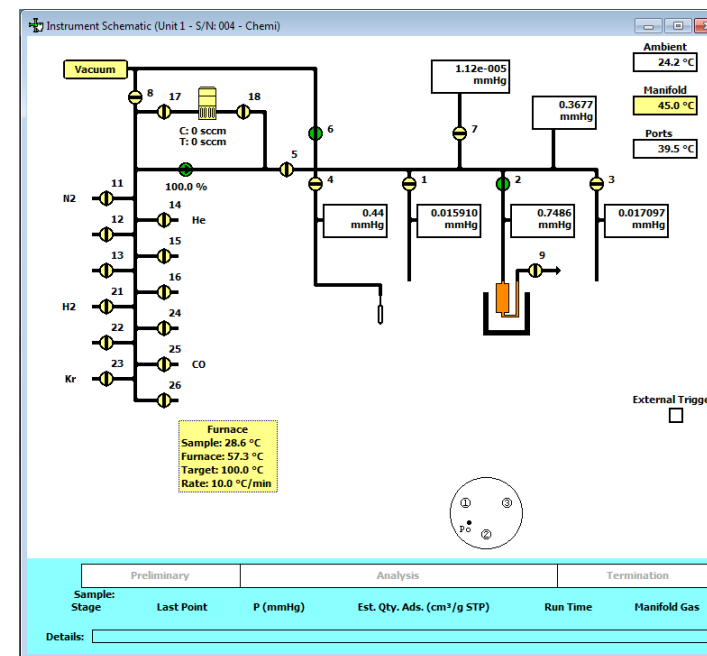 Instrument Schematic (Unit 1 - S/N: 004 - Chemi)
Ambient
24.2 °C
Manifold
45.0 °C
Ports
39.5 °C
Vacuum
8
17
18
C: 0 sccm
T: 0 sccm
6
5
7
1.12e-005
mmHg
0.3677
mmHg
100.0 %
4
1
2
3
0.44
mmHg
0.015910
mmHg
0.7486
mmHg
0.017097
mmHg
9
N2
11
12
13
21
H2
22
23
Kr
14
He
15
16
24
25
CO
26
Furnace
Sample: 28.6 °C
Furnace: 57.3 °C
Target: 100.0 °C
Rate: 10.0 °C/min
External Trigge
1
3
Po
2
Preliminary
Analysis
Termination
Sample:
Stage
Last Point
P (mmHg)
Est. Qty. Ads. (cm³/g STP)
Run Time
Manifold Gas
Details: